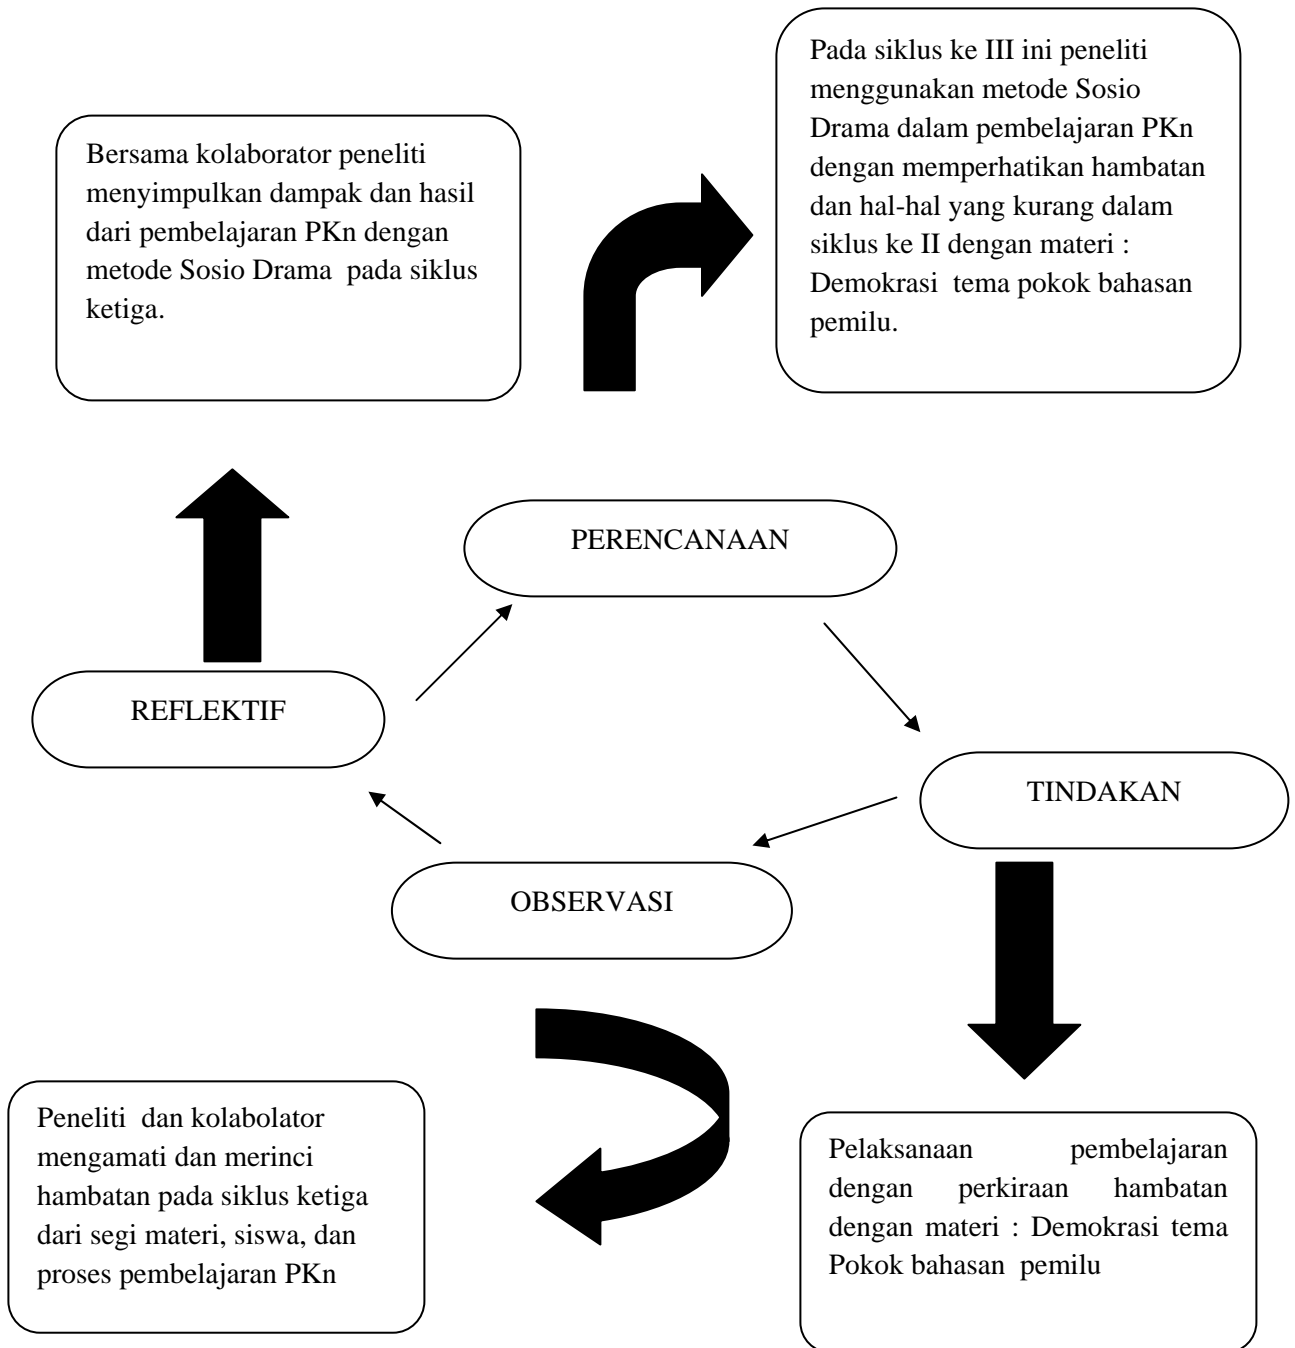 Pada siklus ke III ini peneliti
menggunakan metode Sosio
Drama dalam pembelajaran PKn
dengan memperhatikan hambatan
dan hal-hal yang kurang dalam
siklus ke II dengan materi :
Demokrasi tema pokok bahasan
pemilu.
Bersama kolaborator peneliti
menyimpulkan dampak dan hasil
dari pembelajaran PKn dengan
metode Sosio Drama pada siklus
ketiga.
PERENCANAAN
REFLEKTIF
TINDAKAN
OBSERVASI
Peneliti dan kolabolator
mengamati dan merinci
hambatan pada siklus ketiga
dari segi materi, siswa, dan
proses pembelajaran PKn
Pelaksanaan pembelajaran
dengan perkiraan hambatan
dengan materi : Demokrasi tema
Pokok bahasan pemilu